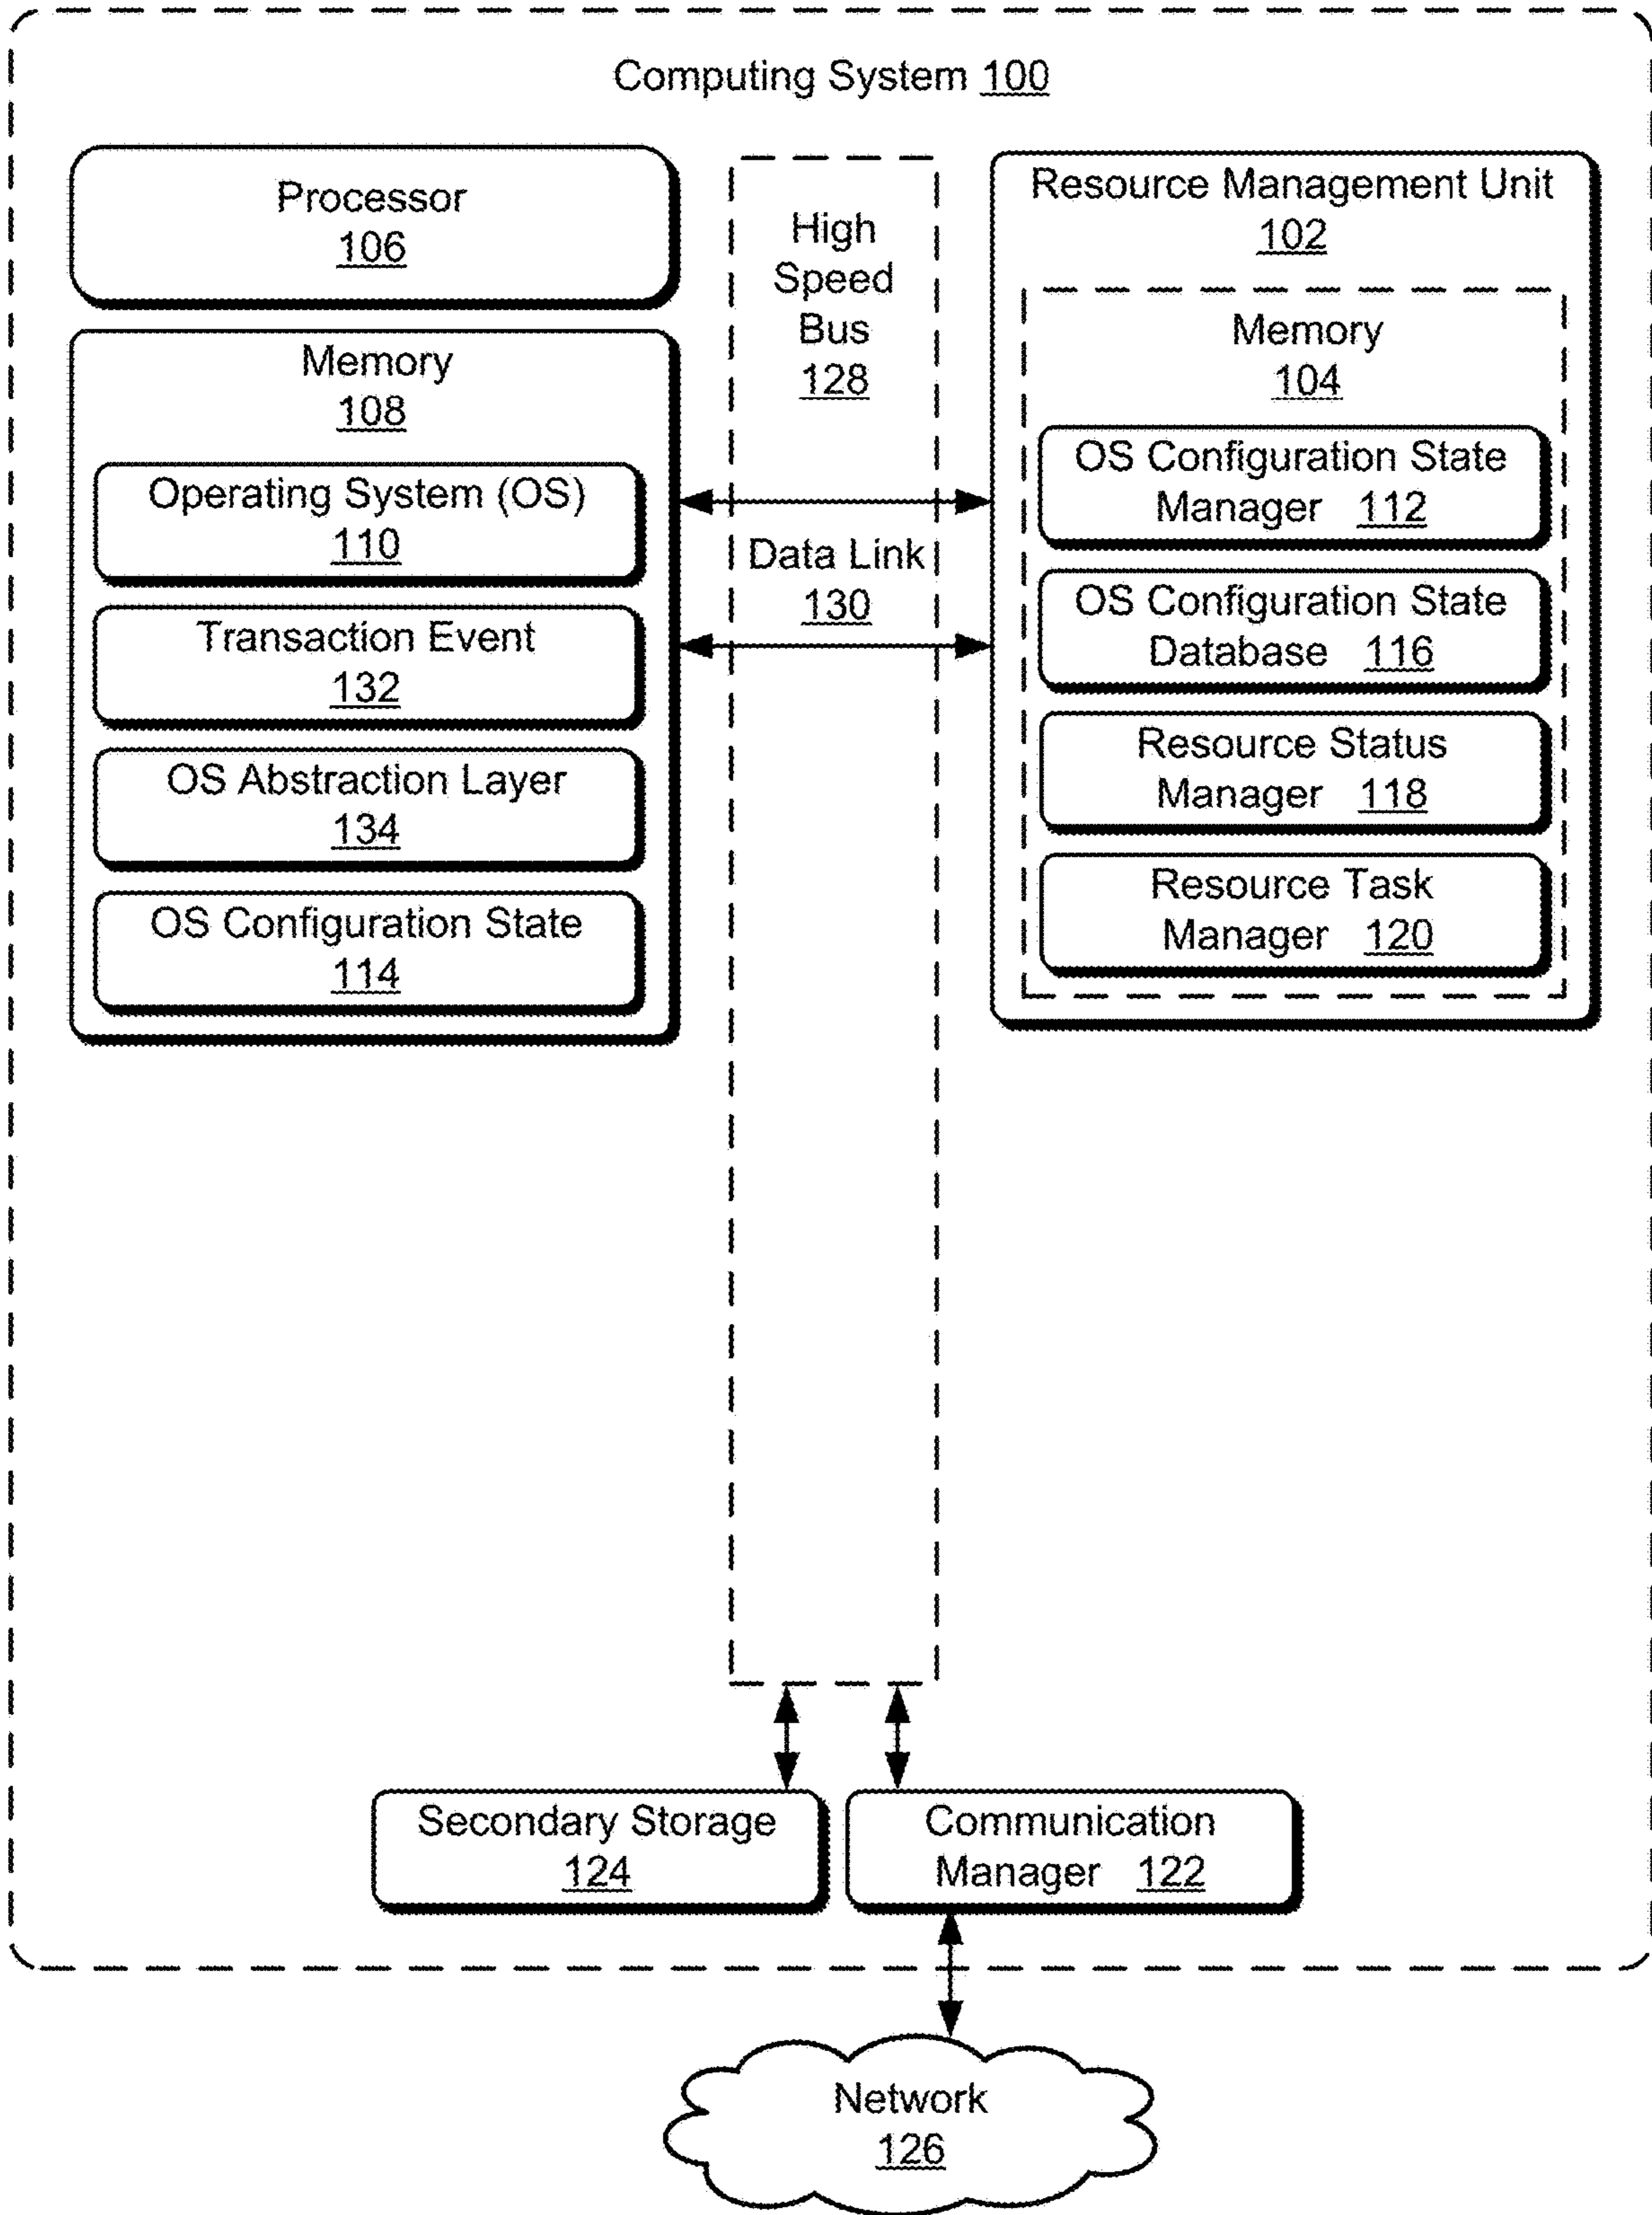 Computing System 100
Processor
106
Memory
108
Operating System (OS)
110
Transaction Event
132
OS Abstraction Layer
134
OS Configuration State
114
High
Speed
Bus
128
Data Link
130
Resource Management Unit
102
Memory
104
OS Configuration State
Manager 112
OS Configuration State
Database 116
Resource Status
Manager 118
Resource Task
Manager 120
Secondary Storage
124
Communication
Manager 122
Network
126